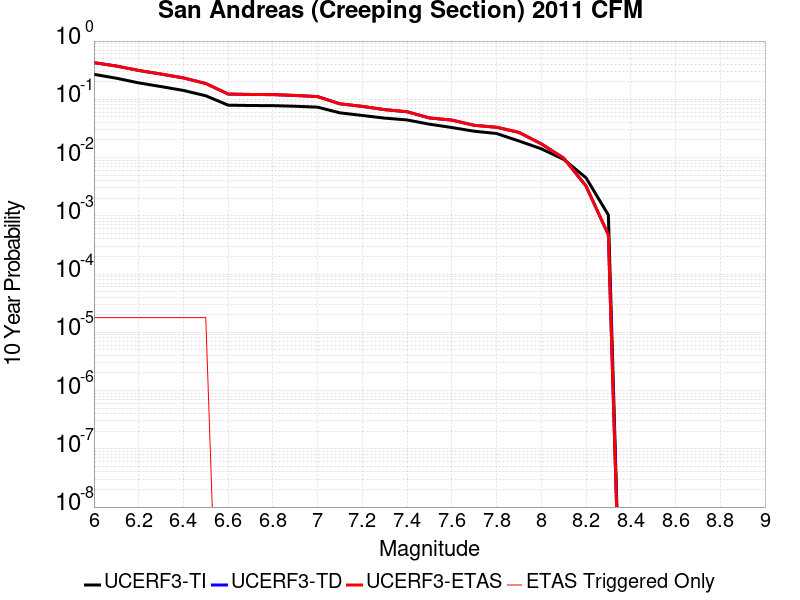 San Andreas (Creeping Section) 2011 CFM
10 Year Probability
10^0
10^-1
10^-2
10^-3
10^-4
10^-5
10^-6
10^-7
10^-8
6 6.2 6.4 6.6 6.8 7 7.2 7.4 7.6 7.8 8 8.2 8.4 8.6 8.8 9
Magnitude
UCERF3-TI UCERF3-TD UCERF3-ETAS ETAS Triggered Only